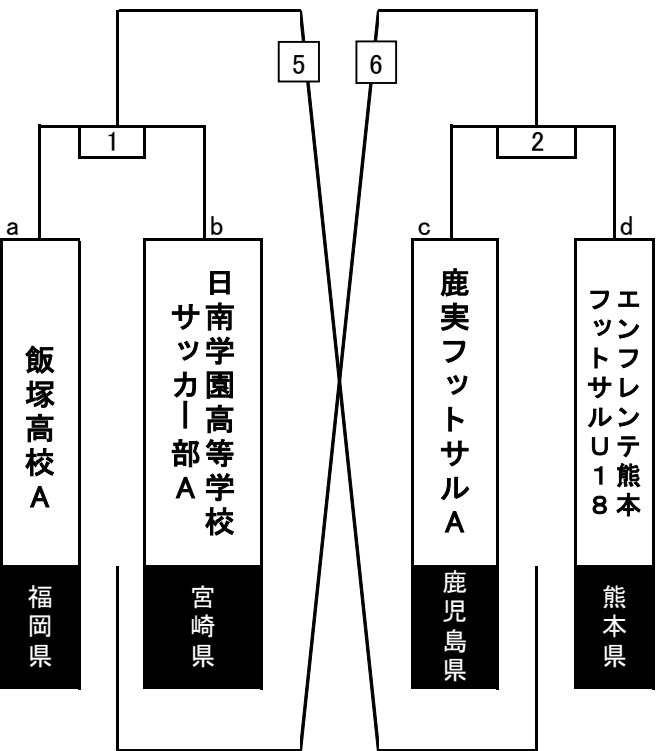 5
6
1
2
a
b
c
d
飯塚高校A
日南学園高等学校
サッカー部A
鹿実フットサルA
エンフレンテ熊本
フットサルU18
福岡県
宮崎県
鹿児島県
熊本県